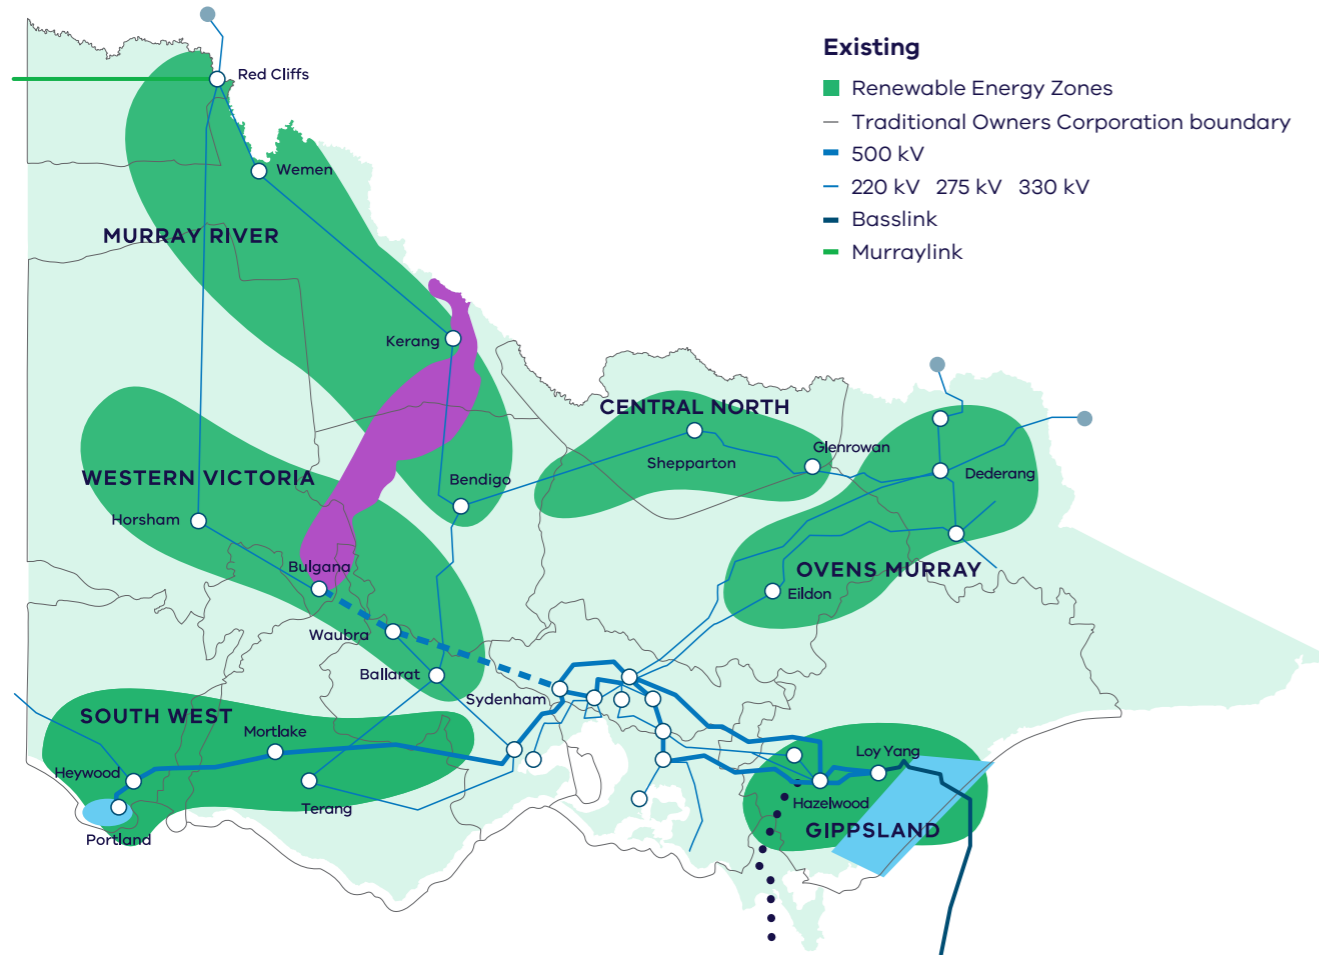 Existing
Renewable Energy Zones
Traditional Owners Corporation boundary
500 kV
220 kV 275 kV 330 kV
Basslink
Murraylink
Red Cliffs
Wemen
MURRAY RIVER
Kerang
CENTRAL NORTH
Glenrowan
Shepparton
Dederang
WESTERN VICTORIA
Bendigo
Horsham
Bulgana
OVENS MURRAY
Eildon
Waubra
Ballarat
Sydenham
SOUTH WEST
Mortlake
Loy Yang
Heywood
Hazelwood
Terang
GIPPSLAND
Portland